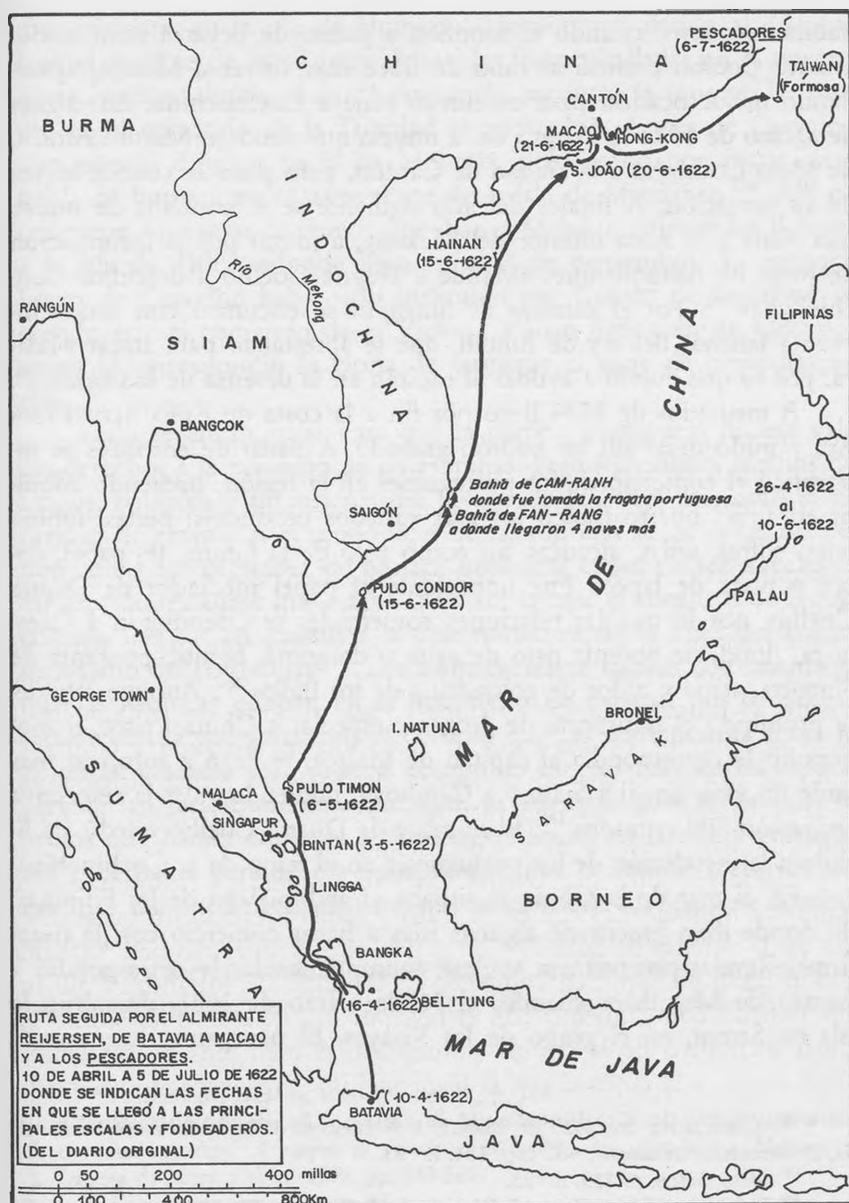 PESCADORES
(6-7-1622)
TAIWAN
(Formosa)
C H I N A
CANTÓN
BURMA
MACAO
(21-6-1622)
HONG-KONG
S. JOÃO (20-6-1622)
INDOCHINA
HAINAN
(15-6-1622)
Río
Mekong
RANGÚN
SIAM
FILIPINAS
MAR DE CHINA
BANGCOK
Bahía de CAM-RANH
donde fue tomada la fragata portuguesa
SAIGÓN
Bahía de FAN-RANG
a donde llegaron 4 naves más
26-4-1622
al
10-6-1622
PULO CONDOR
(15-6-1622)
I.PALAU
GEORGE TOWN
BRONEI
I. NATUNA
SUMATRA
SARAVAK
MALACA
PULO TIMON
(6-5-1622)
SINGAPUR
BINTAN (3-5-1622)
LINGGA
BORNEO
BANGKA
(16-4-1622)
BELITUNG
MAR DE JAVA
RUTA SEGUIDA POR EL ALMIRANTE
REIJERSEN, DE BATAVIA A MACAO
Y A LOS PESCADORES.
10 DE ABRIL A 5 DE JULIO DE 1622
DONDE SE INDICAN LAS FECHAS
EN QUE SE LLEGÓ A LAS PRINCI-
PALES ESCALAS Y FONDEADEROS.
(DEL DIARIO ORIGINAL)
(10-4-1622)
BATAVIA
JAVA
0 50 200 400 millas
0 100 400 800Km